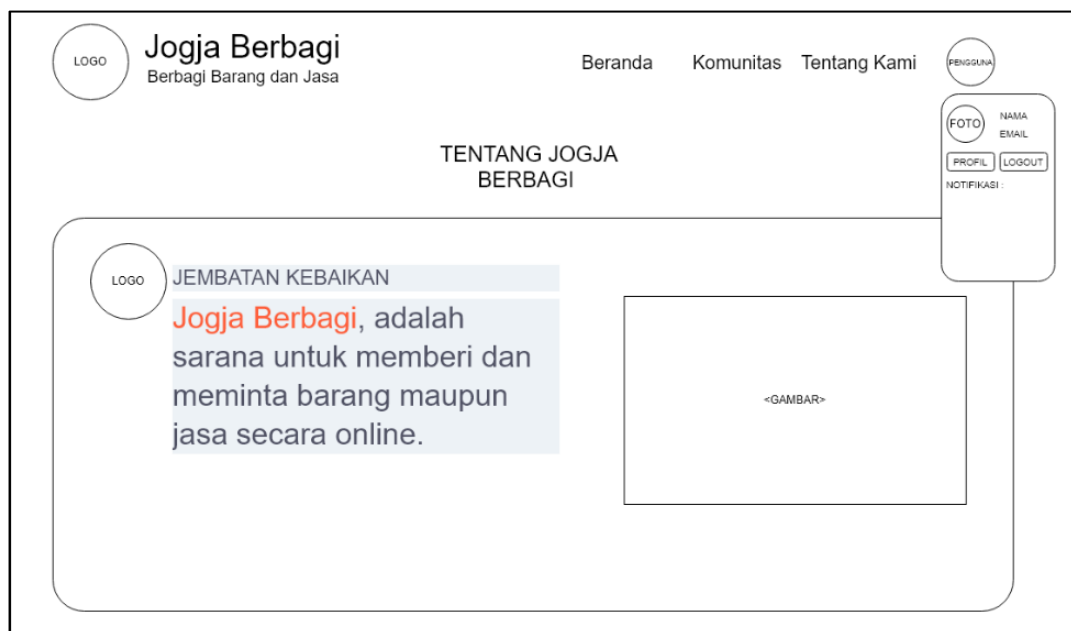 LOGO
Jogja Berbagi
Berbagi Barang dan Jasa
Beranda
Komunitas
Tentang Kami
PENGGUNA
FOTO
NAMA
EMAIL
PROFIL
LOGOUT
NOTIFIKASI :
TENTANG JOGJA
BERBAGI
LOGO
JEMBATAN KEBAIKAN
Jogja Berbagi, adalah
sarana untuk memberi dan
meminta barang maupun
jasa secara online.
<GAMBAR>